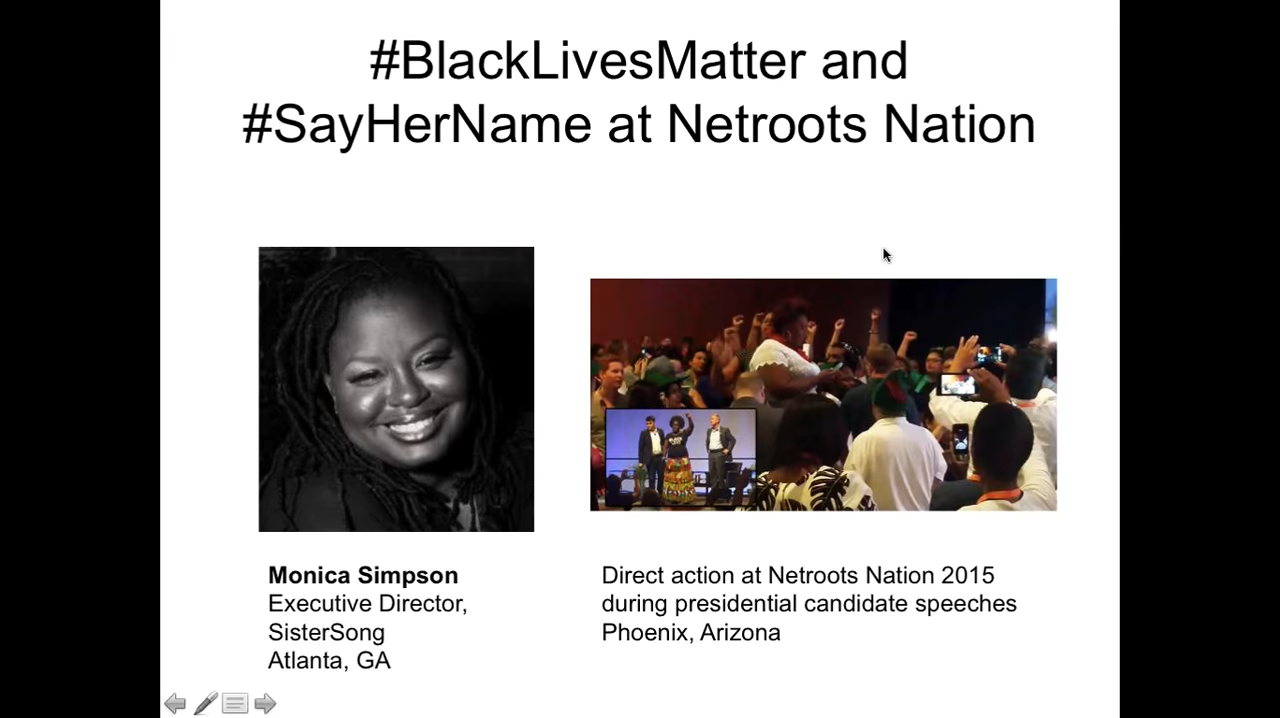 #BlackLivesMatter and
#SayHerName at Netroots Nation
Monica Simpson
Executive Director,
SisterSong
Atlanta, GA
Direct action at Netroots Nation 2015
during presidential candidate speeches
Phoenix, Arizona